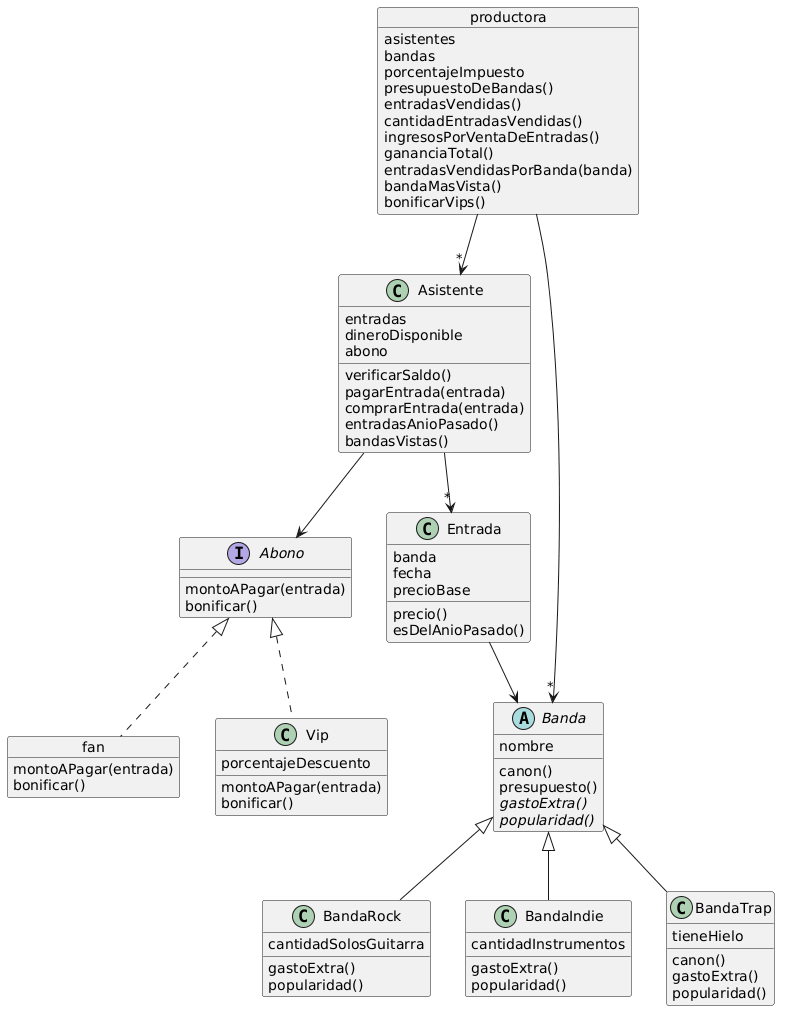 productora
asistentes
bandas
porcentajeImpuesto
presupuestoDeBandas()
entradasVendidas()
cantidadEntradasVendidas()
ingresosPorVentaDeEntradas()
gananciaTotal()
entradasVendidasPorBanda(banda)
bandaMasVista()
bonificarVips()
*
C Asistente
entradas
dineroDisponible
abono
verificarSaldo()
pagarEntrada(entrada)
comprarEntrada(entrada)
entradasAnioPasado()
bandasVistas()
*
I Abono
montoAPagar(entrada)
bonificar()
C Entrada
banda
fecha
precioBase
precio()
esDelAnioPasado()
*
fan
montoAPagar(entrada)
bonificar()
C Vip
porcentajeDescuento
montoAPagar(entrada)
bonificar()
A Banda
nombre
canon()
presupuesto()
gastoExtra()
popularidad()
C BandaRock
cantidadSolosGuitarra
gastoExtra()
popularidad()
C BandaIndie
cantidadInstrumentos
gastoExtra()
popularidad()
C BandaTrap
tieneHielo
canon()
gastoExtra()
popularidad()